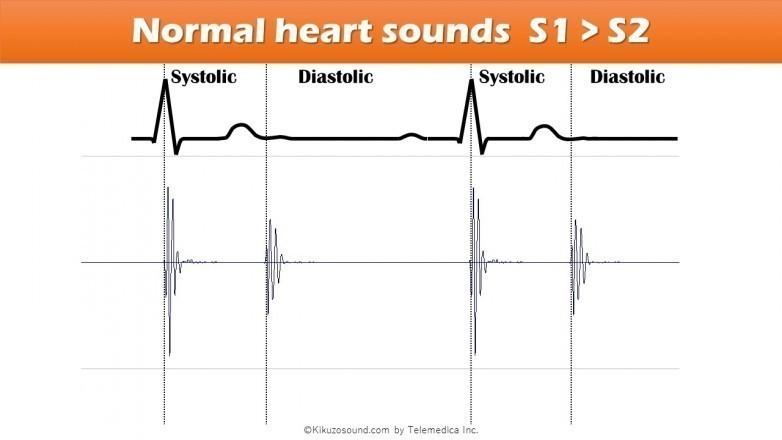 Normal heart sounds S1 > S2
Systolic Diastolic Systolic Diastolic
©Kikuzosound.com by Telemedica Inc.